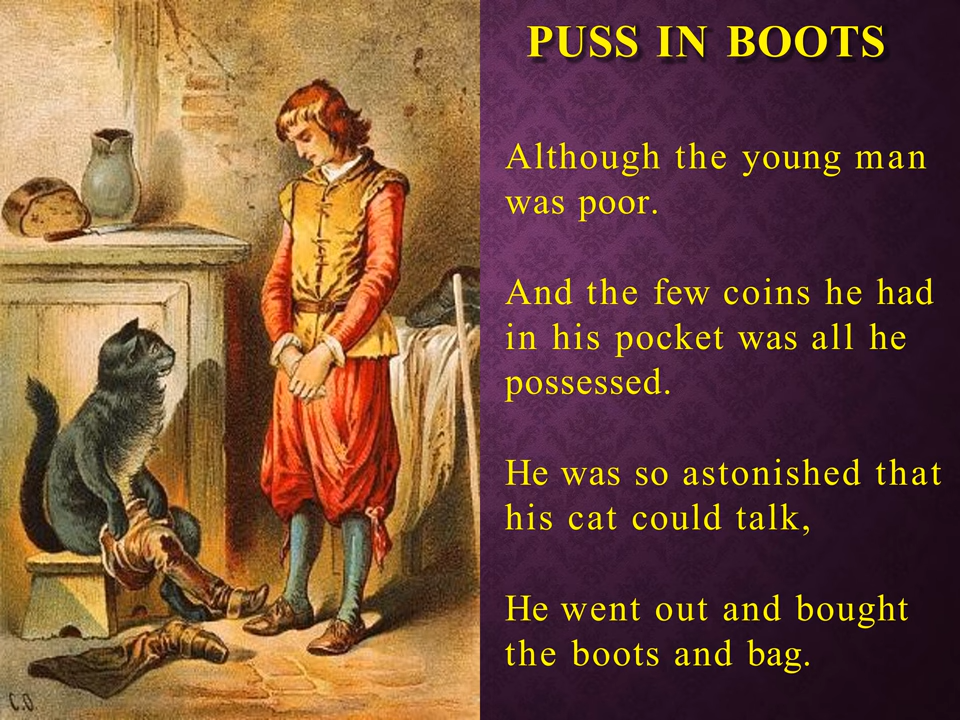 PUSS IN BOOTS
Although the young man
was poor.
And the few coins he had
in his pocket was all he
possessed.
He was so astonished that
his cat could talk,
He went out and bought
the boots and bag.
C.O.